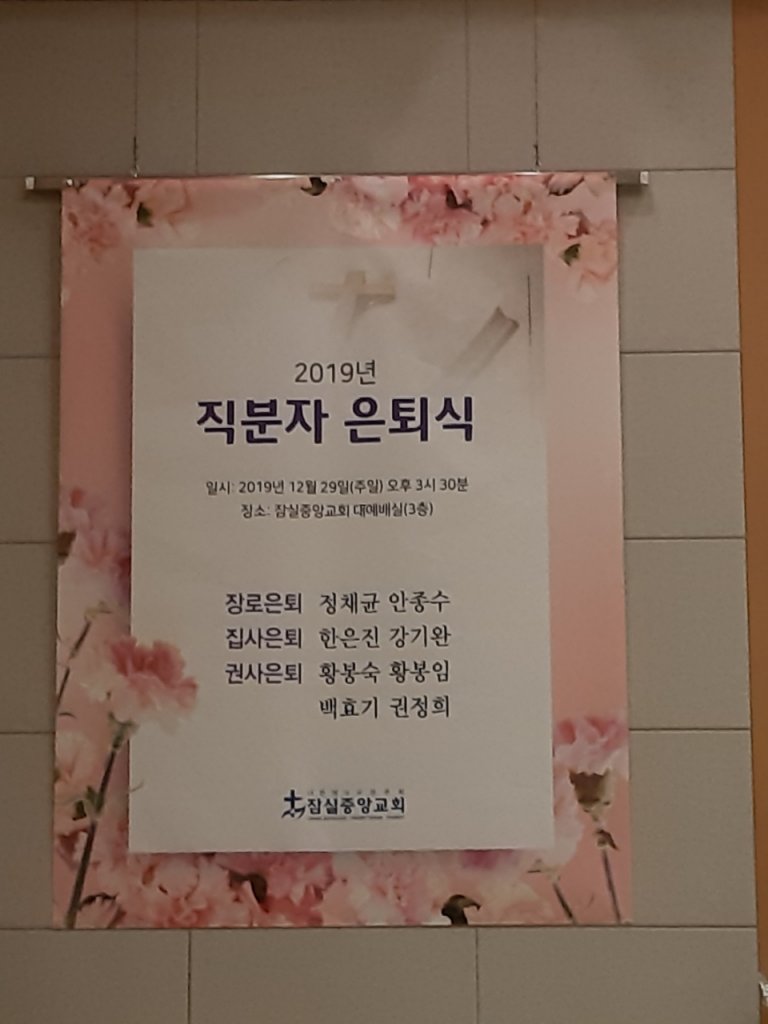 2019년
직분자 은퇴식
일시: 2019년 12월 29일(주일) 오후 3시 30분
장소: 잠실중앙교회 대예배실(3층)
장로은퇴 정채균 안종수
집사은퇴 한은진 강기완
권사은퇴 황봉숙 황봉임
백효기 권정희
잠실중앙교회